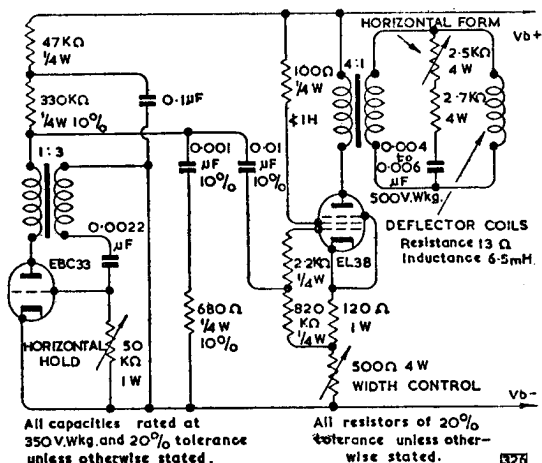 HORIZONTAL FORM
Vb+
47KΩ
¼W
330KΩ
¼W 10%
0.1μF
1:3
0.0022
μF
EBC33
HORIZONTAL
HOLD
50
KΩ
1W
0.001
μF
10%
0.01
μF
10%
680Ω
¼W
10%
100Ω
¼W
4:1
2.5KΩ
4W
2.7KΩ
4W
0.004
to
0.006
μF
500V.Wkg.
DEFLECTOR COILS
Resistance 13 Ω
Inductance 6.5mH
EL38
2.2KΩ
¼W
820
KΩ
¼W
120Ω
1W
500Ω 4W
WIDTH CONTROL
Vb-
All capacities rated at
350V.Wkg. and 20% tolerance
unless otherwise stated.
All resistors of 20%
tolerance unless other-
wise stated.